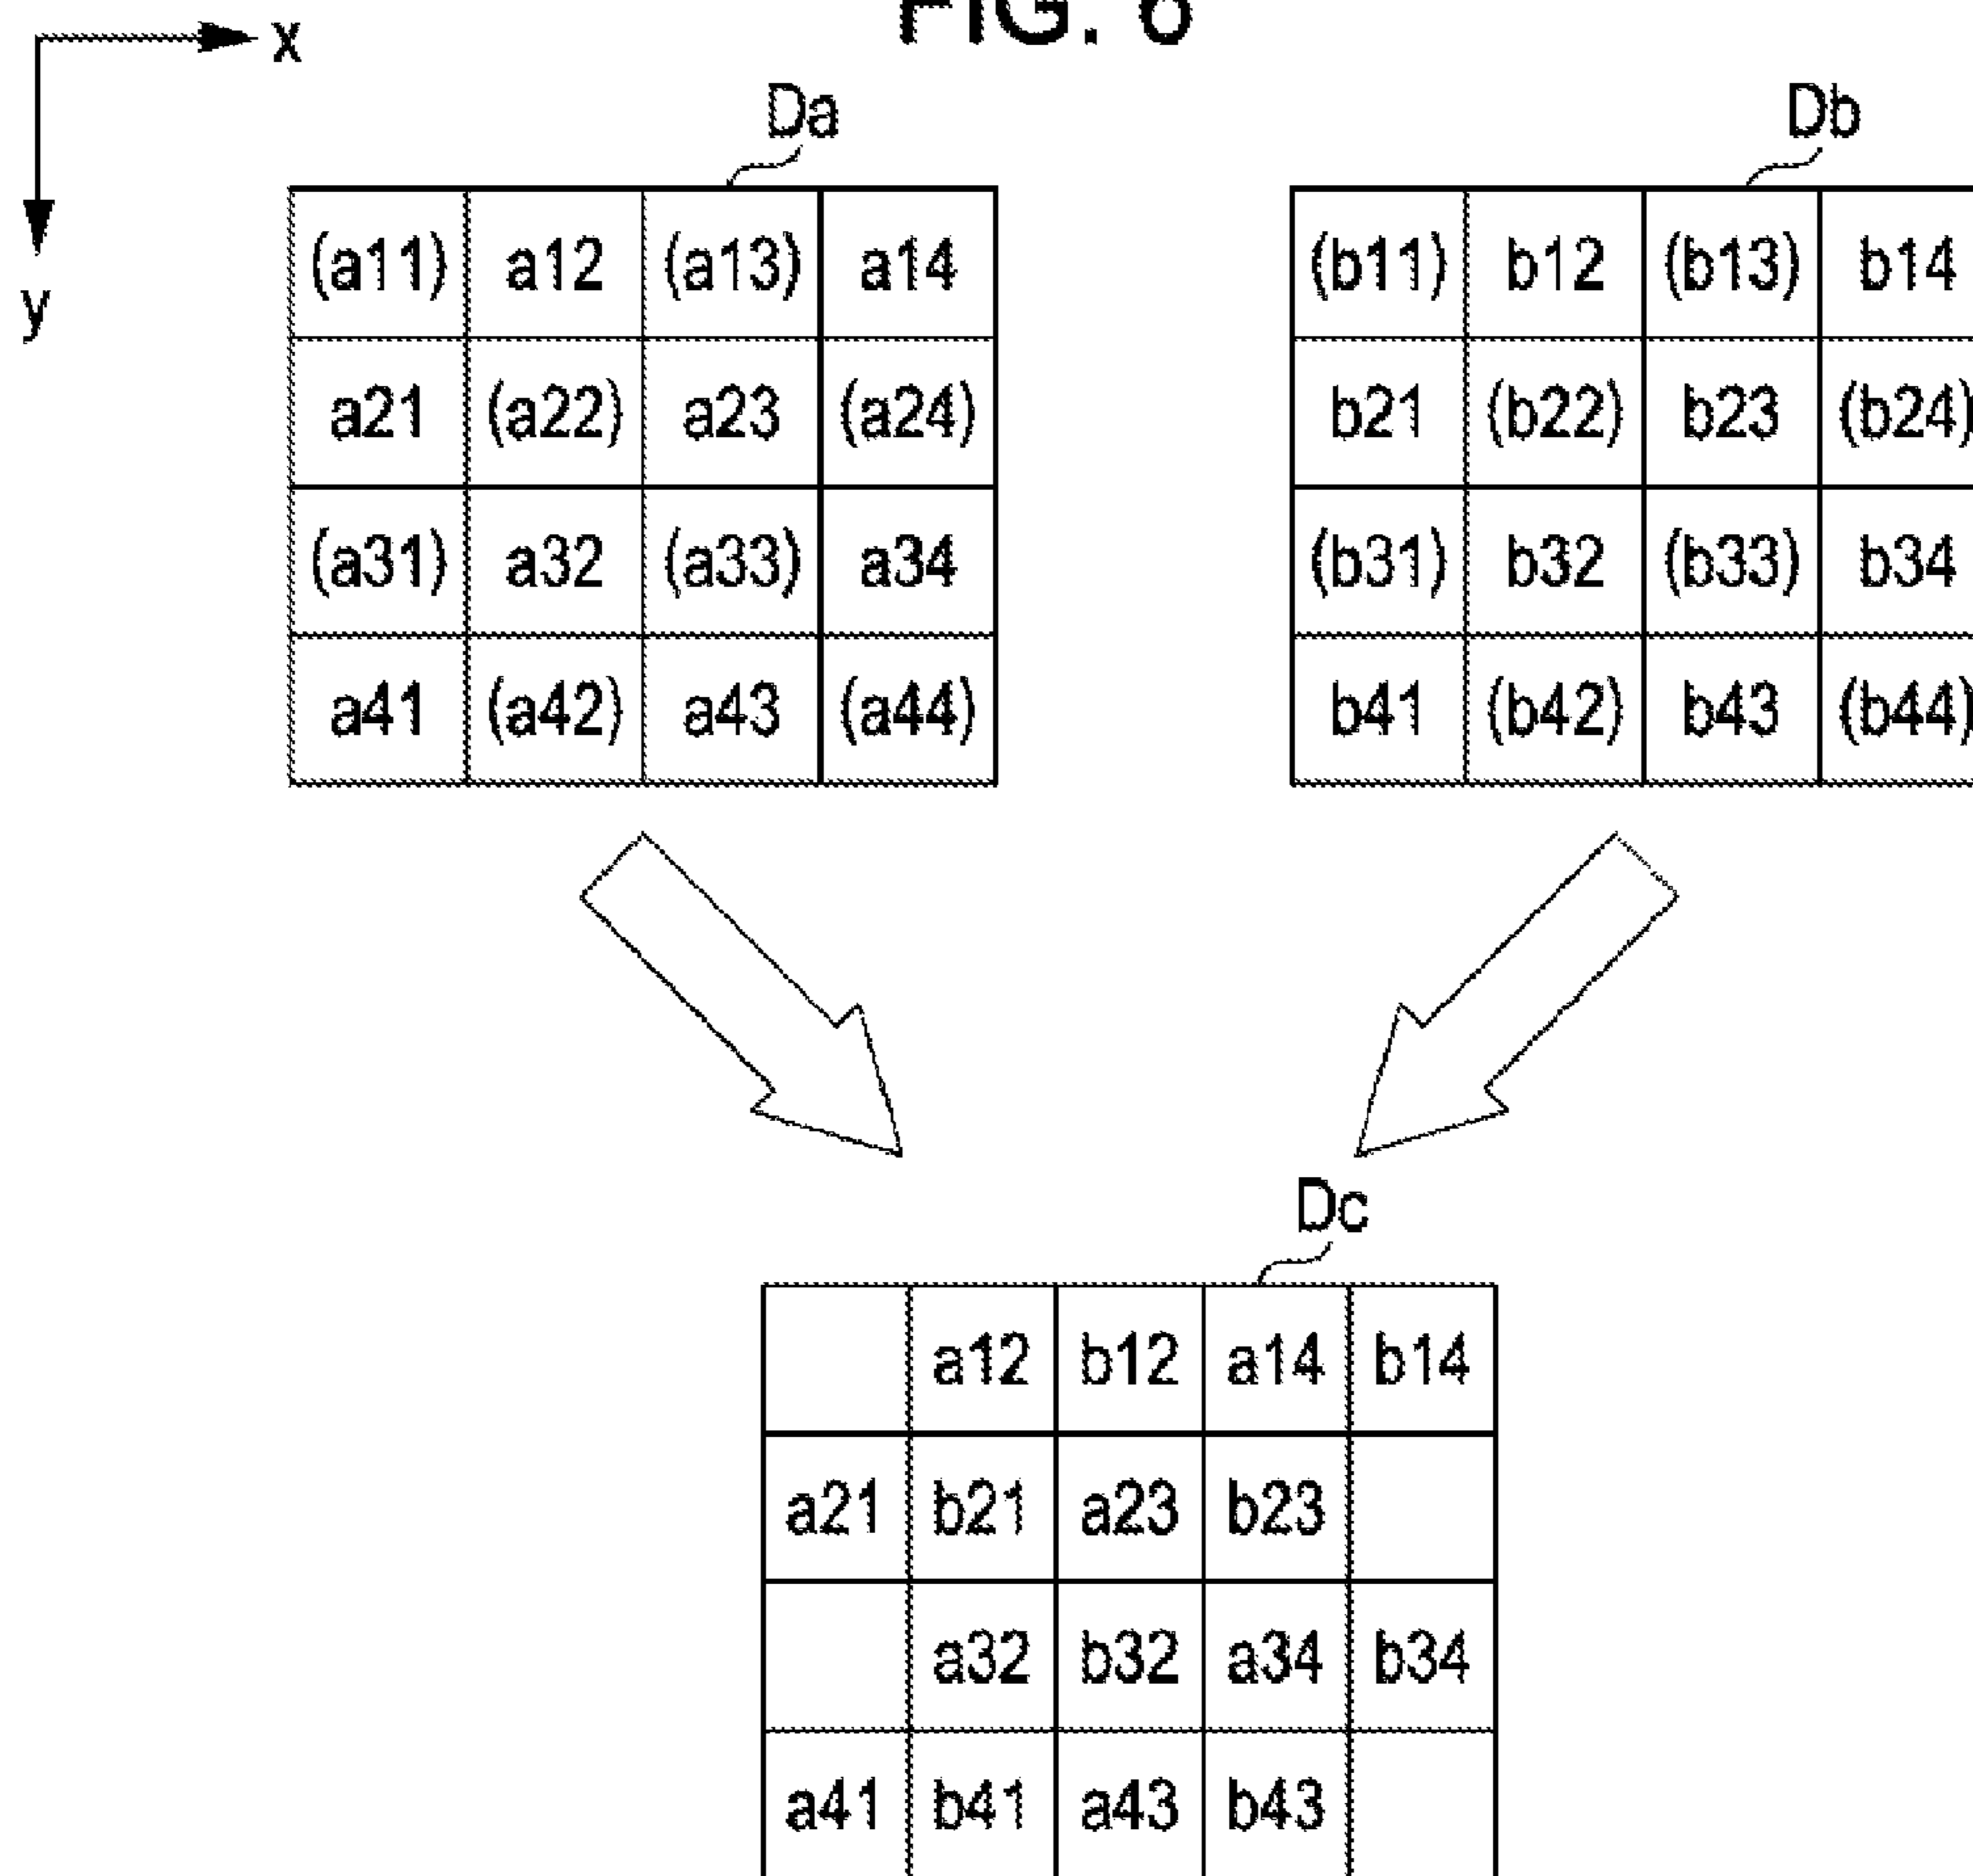 FIG. 6
x
y
Da
Db
(a11) a12 (a13) a14
(b11) b12 (b13) b14
a21 (a22) a23 (a24)
b21 (b22) b23 (b24)
(a31) a32 (a33) a34
(b31) b32 (b33) b34
a41 (a42) a43 (a44)
b41 (b42) b43 (b44)
Dc
a12 b12 a14 b14
a21 b21 a23 b23
a32 b32 a34 b34
a41 b41 a43 b43